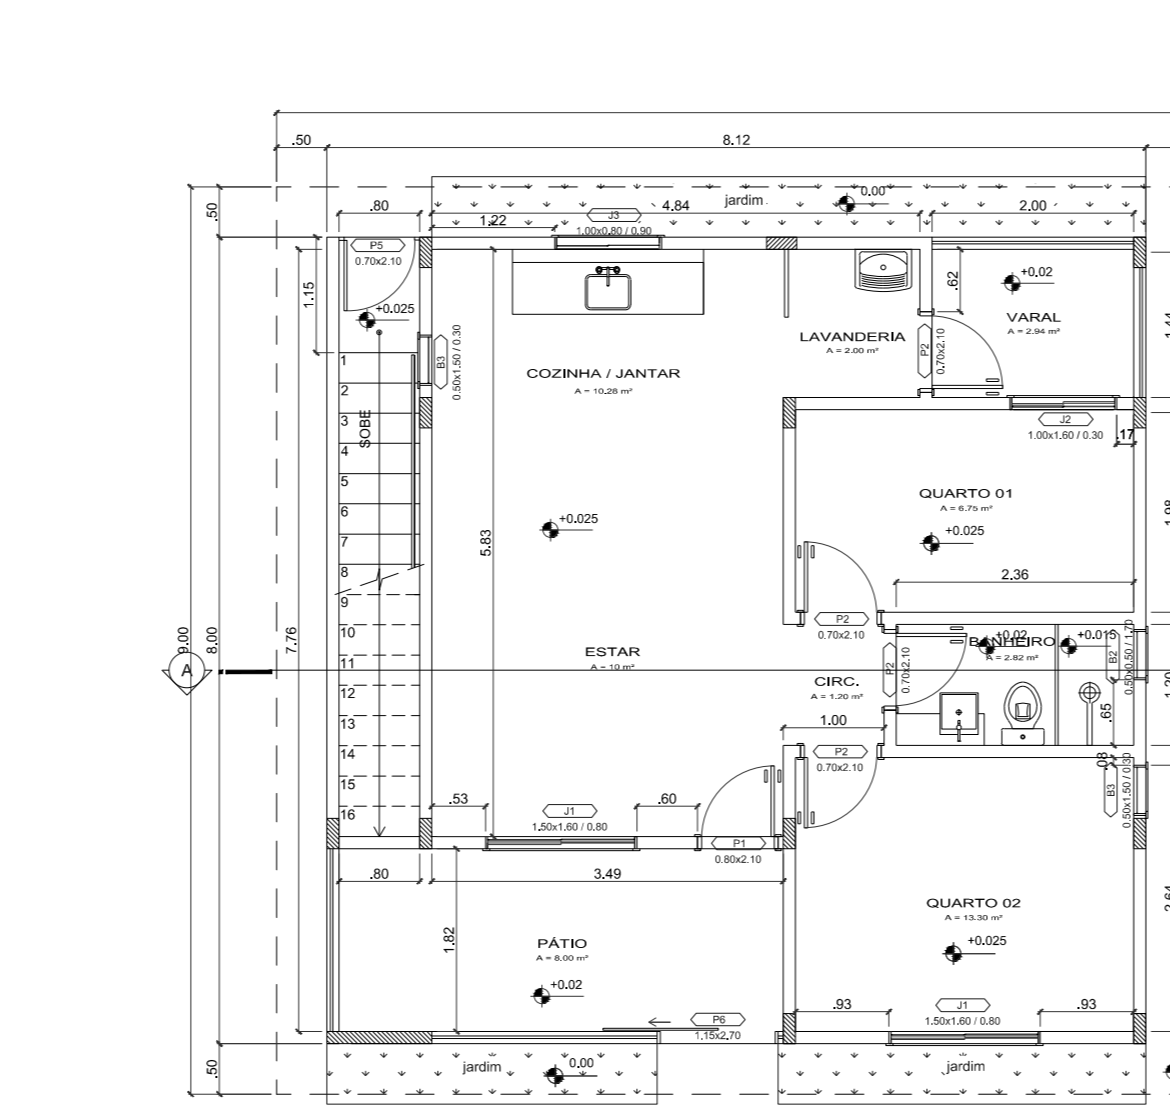 .50
8.12
.50
.80
4.84
2.00
jardim
0.00
1.22
J3
1.00x0.80 / 0.90
P5
0.70x2.10
+0.025
1.15
B3
0.50x1.50 / 0.30
.62
+0.02
VARAL
A = 2.94 m²
LAVANDERIA
A = 2.00 m²
P2
0.70x2.10
COZINHA / JANTAR
A = 10.28 m²
1.44
J2
1.00x1.60 / 0.30
.17
1
2
3
4
5
6
7
8
9
10
11
12
13
14
15
16
SOBE
QUARTO 01
A = 6.75 m²
+0.025
+0.025
1.98
5.83
2.36
P2
0.70x2.10
9.00
8.00
7.76
A
ESTAR
A = 10 m²
CIRC.
A = 1.20 m²
P2
0.70x2.10
BANHEIRO
A = 2.82 m²
+0.02
+0.015
B2
0.50x0.50 / 1.70
1.20
.65
1.00
P2
0.70x2.10
.08
B3
0.50x1.50 / 0.30
.53
J1
1.50x1.60 / 0.80
.60
P1
0.80x2.10
.80
3.49
1.82
PÁTIO
A = 8.00 m²
+0.02
QUARTO 02
A = 13.30 m²
+0.025
2.64
.93
J1
1.50x1.60 / 0.80
.93
P6
1.15x2.70
.50
jardim
0.00
jardim